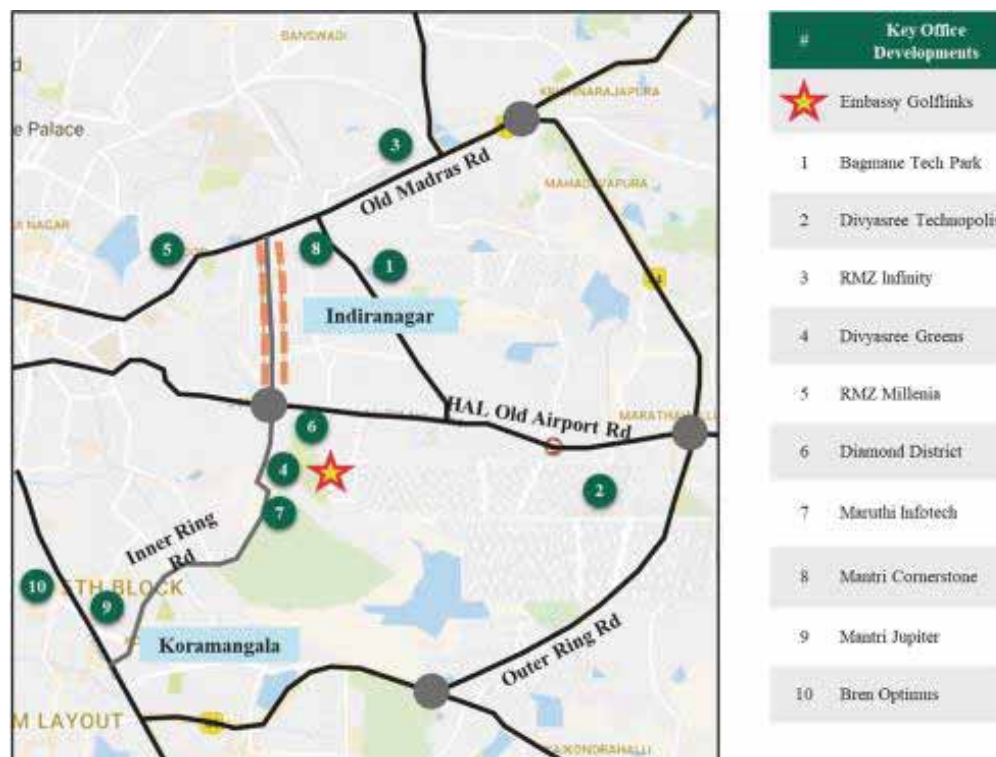 BANSWADI
d
KRISHNARAJAPURA
e Palace
3
Old Madras Rd
MAHADEVAPURA
NAGAR
5
8
1
Indiranagar
6
HAL Old Airport Rd
MARATHAHALLI
4
2
7
Inner Ring
Rd
10
5TH BLOCK
9
Koramangala
Outer Ring Rd
M LAYOUT
KAIKONDRAHALLI
# Key Office
Developments
Embassy Golflinks
1 Bagmane Tech Park
2 Divyasree Technopolis
3 RMZ Infinity
4 Divyasree Greens
5 RMZ Millenia
6 Diamond District
7 Maruthi Infotech
8 Mantri Cornerstone
9 Mantri Jupiter
10 Bren Optimus